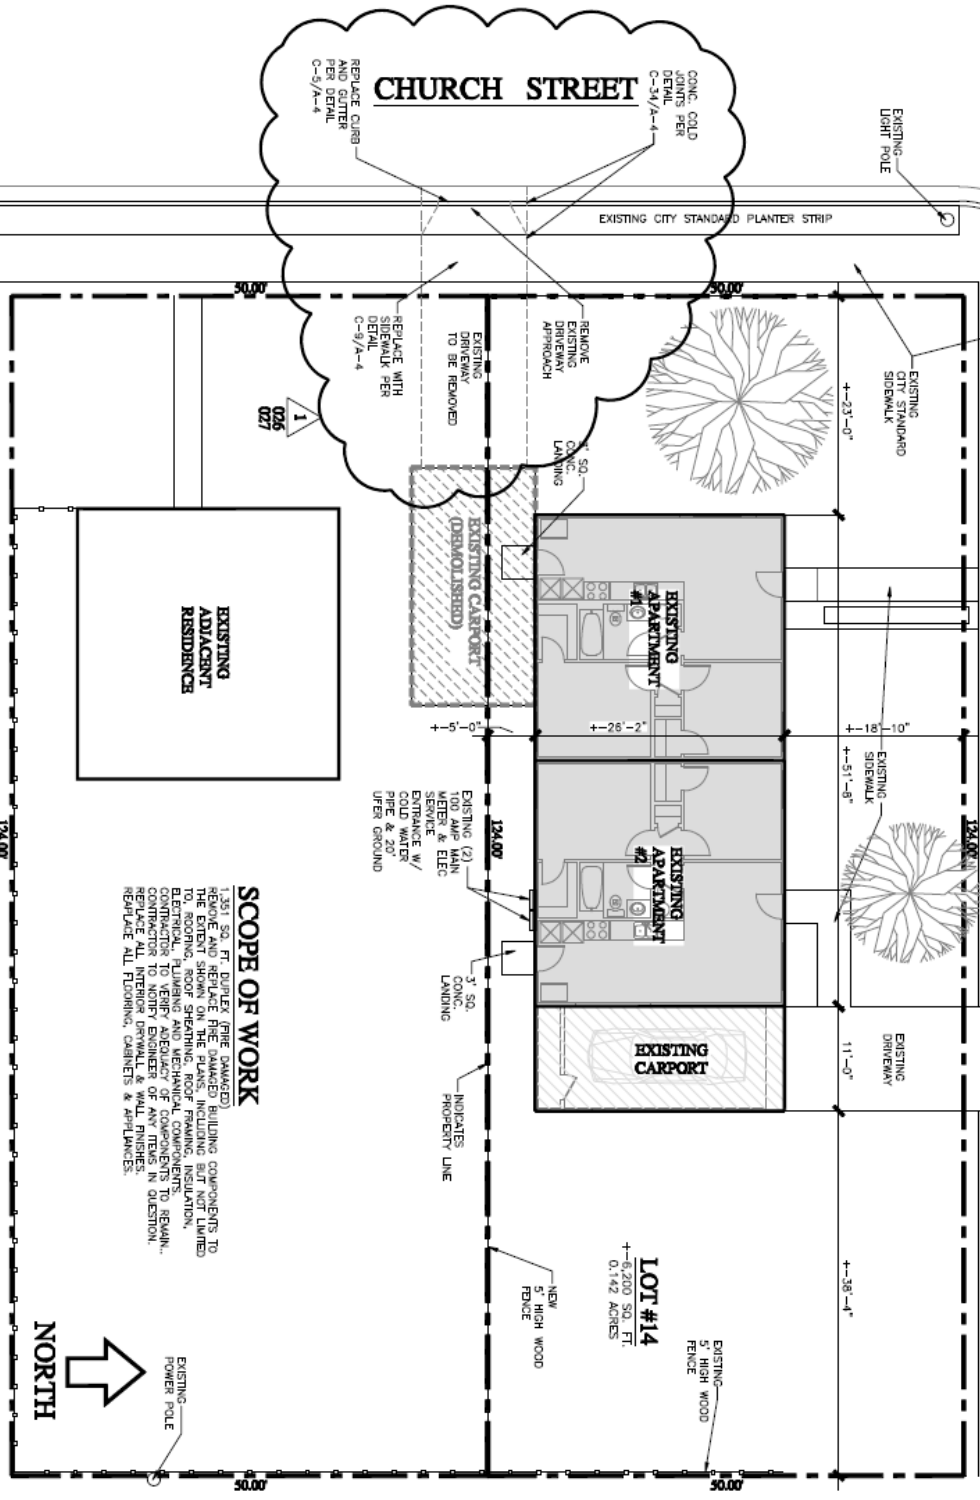 CHURCH STREET
CONC. COLD
JOINTS PER
DETAIL
C-34/A-4
REPLACE CURB
AND GUTTER
PER DETAIL
C-5/A-4
EXISTING
LIGHT POLE
EXISTING CITY STANDARD PLANTER STRIP
50.00'
50.00'
REMOVE
EXISTING
DRIVEWAY
APPROACH
EXISTING
DRIVEWAY
TO BE REMOVED
REPLACE WITH
SIDEWALK PER
DETAIL
C-9/A-4
1
026
027
EXISTING
CITY STANDARD
SIDEWALK
+-23'-0"
SQ.
CONC.
LANDING
EXISTING CARPORT
(DEMOLISHED)
EXISTING
ADJACENT
RESIDENCE
EXISTING
APARTMENT
#1
+-5'-0"
+-26'-2"
+-18'-10"
+-51'-8"
EXISTING
SIDEWALK
EXISTING (2)
100 AMP MAIN
METER & ELEC
SERVICE
ENTRANCE W/
COLD WATER
PIPE & 20'
UFER GROUND
124.00'
124.00'
124.00'
EXISTING
APARTMENT
#2
3' SQ.
CONC.
LANDING
EXISTING
CARPORT
11'-0"
EXISTING
DRIVEWAY
INDICATES
PROPERTY LINE
SCOPE OF WORK
1,351 SQ. FT. DUPLEX (FIRE DAMAGED)
REMOVE AND REPLACE FIRE DAMAGED BUILDING COMPONENTS TO
THE EXTENT SHOWN ON THE PLANS, INCLUDING BUT NOT LIMITED
TO, ROOFING, ROOF SHEATHING, ROOF FRAMING, INSULATION,
ELECTRICAL, PLUMBING AND MECHANICAL COMPONENTS.
CONTRACTOR TO VERIFY ADEQUACY OF COMPONENTS TO REMAIN..
CONTRACTOR TO NOTIFY ENGINEER OF ANY ITEMS IN QUESTION.
REPLACE ALL INTERIOR DRYWALL & WALL FINISHES.
REAPLACE ALL FLOORING, CABINETS & APPLIANCES.
LOT #14
+-6,200 SQ. FT.
0.142 ACRES
+-38'-4"
NEW
5' HIGH WOOD
FENCE
EXISTING
5' HIGH WOOD
FENCE
NORTH
EXISTING
POWER POLE
50.00'
50.00'